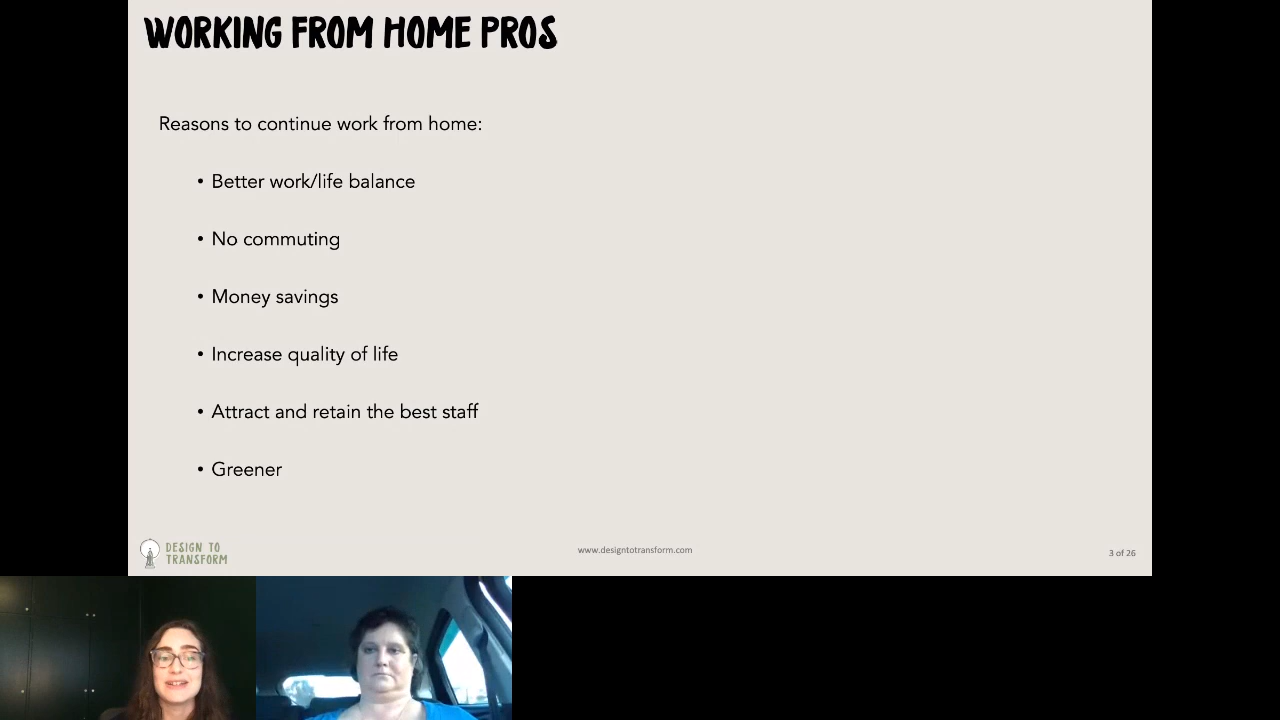 WORKING FROM HOME PROS
Reasons to continue work from home:
• Better work/life balance
• No commuting
• Money savings
• Increase quality of life
• Attract and retain the best staff
• Greener
DESIGN TO
TRANSFORM
www.designtotransform.com
3 of 26